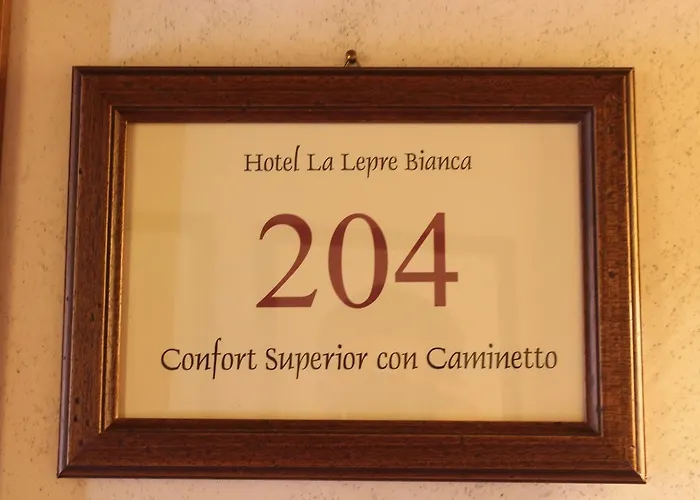 Hotel La Lepre Bianca
204
Confort Superior con Caminetto